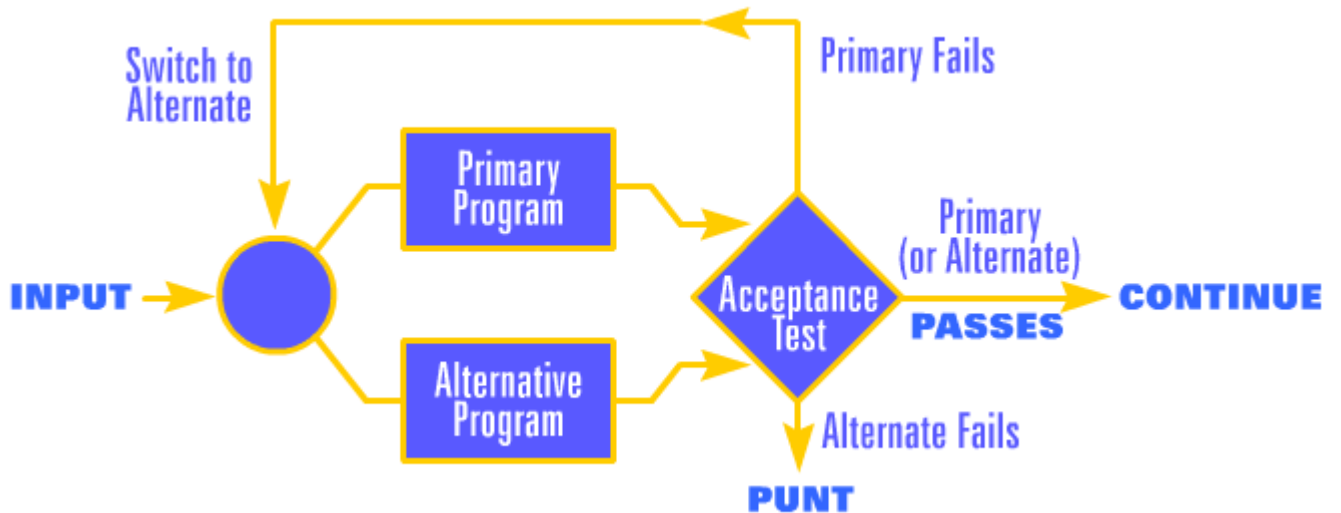 Switch to
Alternate
Primary Fails
Primary
Program
Primary
(or Alternate)
INPUT
Acceptance
Test
PASSES
CONTINUE
Alternative
Program
Alternate Fails
PUNT